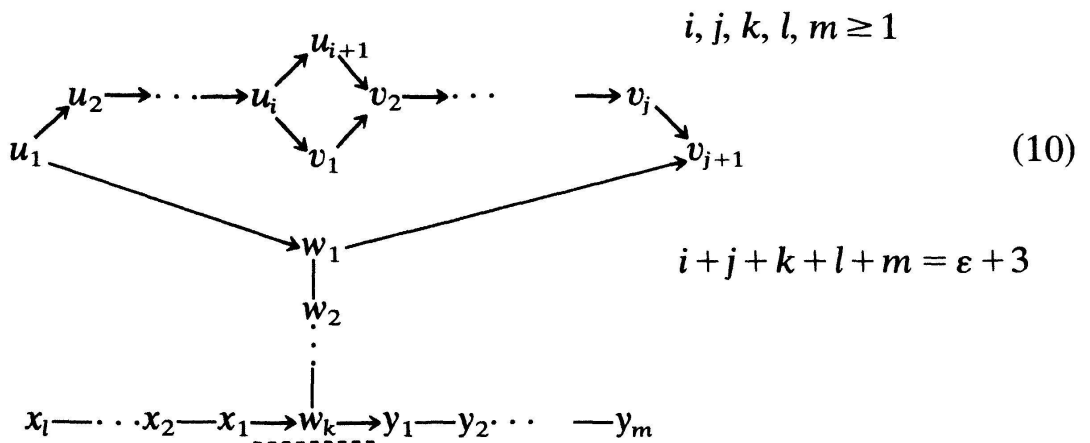 i, j, k, l, m ≥ 1
u_{i+1}
u_2 → · · · → u_i v_2 → · · · → v_j
u_1 v_1 v_{j+1} (10)
w_1
i + j + k + l + m = ε + 3
w_2
x_l — · · · x_2 — x_1 → w_k → y_1 — y_2 · · · — y_m